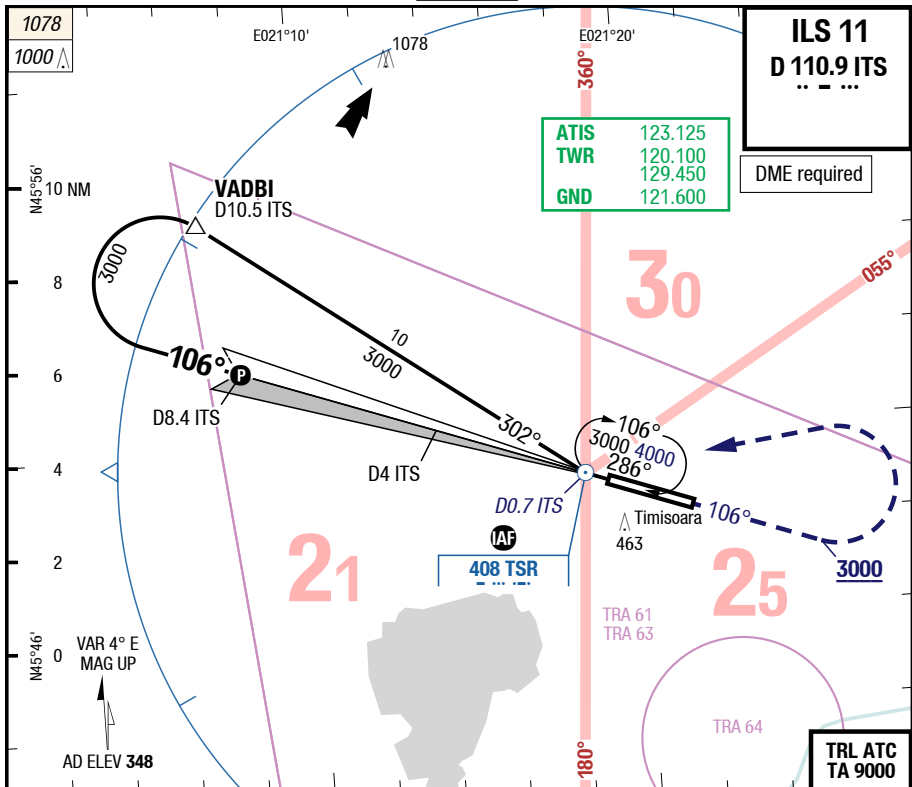 1078
1000
E021°10'
1078
E021°20'
360°
ILS 11
D 110.9 ITS
ATIS 123.125
TWR 120.100
129.450
GND 121.600
DME required
N45°56'
10 NM
VADBI
D10.5 ITS
3000
8
30
055°
10
3000
6
106°
P
D8.4 ITS
302°
106°
3000 4000
286°
4
D4 ITS
D0.7 ITS
106°
Timisoara
463
IAF
408 TSR
3000
2
21
25
TRA 61
TRA 63
N45°46'
0
VAR 4° E
MAG UP
TRA 64
AD ELEV 348
180°
TRL ATC
TA 9000